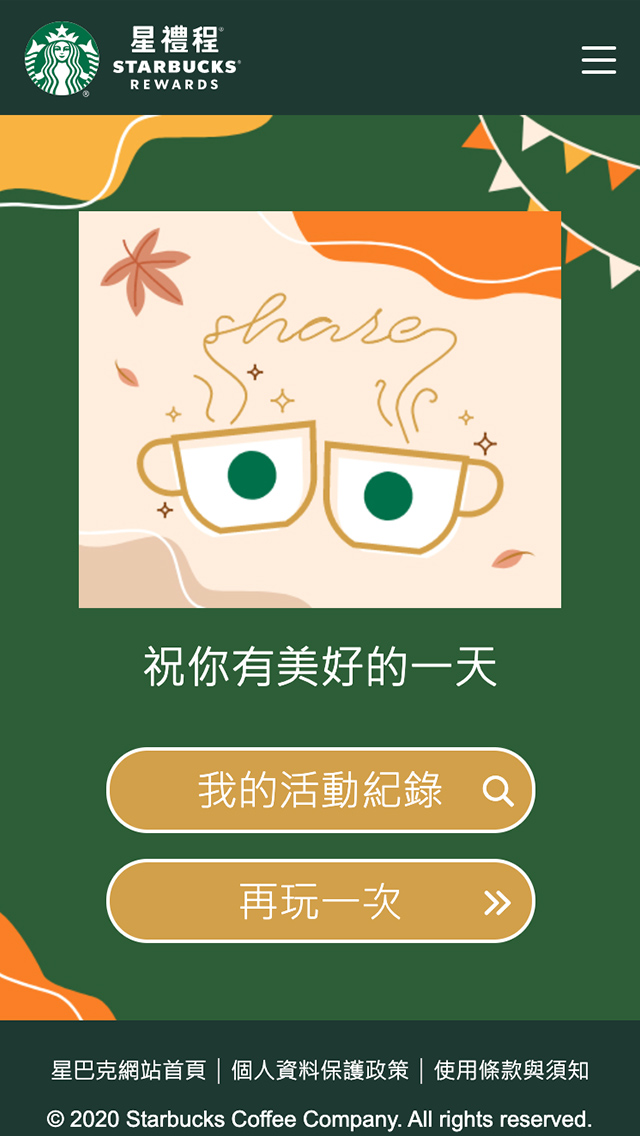 星禮程®
STARBUCKS®
REWARDS
®
share
祝你有美好的一天
我的活動紀錄
再玩一次
星巴克網站首頁 | 個人資料保護政策 | 使用條款與須知
© 2020 Starbucks Coffee Company. All rights reserved.